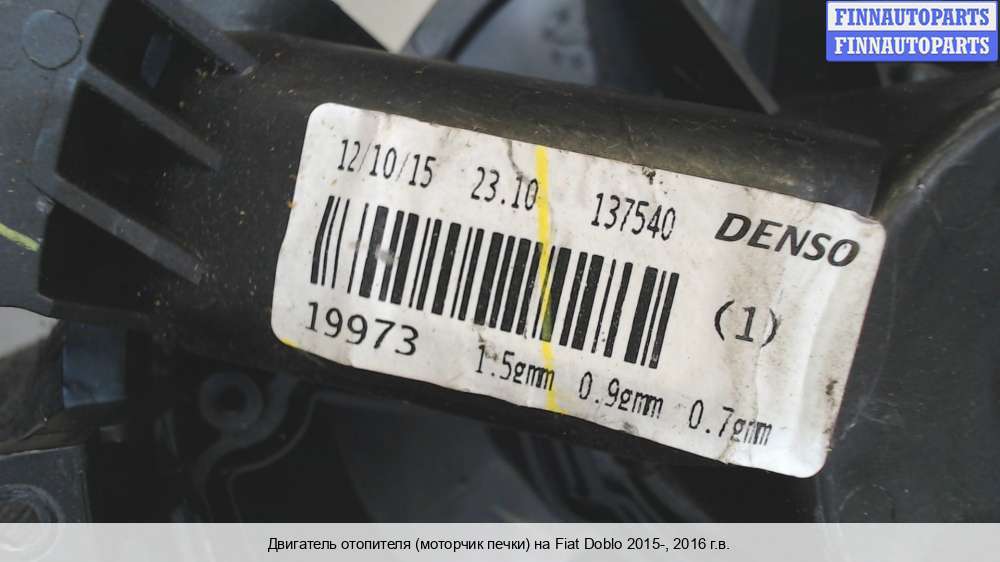 FINNAUTOPARTS
FINNAUTOPARTS
12/10/15 23.10 137540 DENSO
19973 (1)
1.5gmm 0.9gmm 0.7gmm
Двигатель отопителя (моторчик печки) на Fiat Doblo 2015-, 2016 г.в.